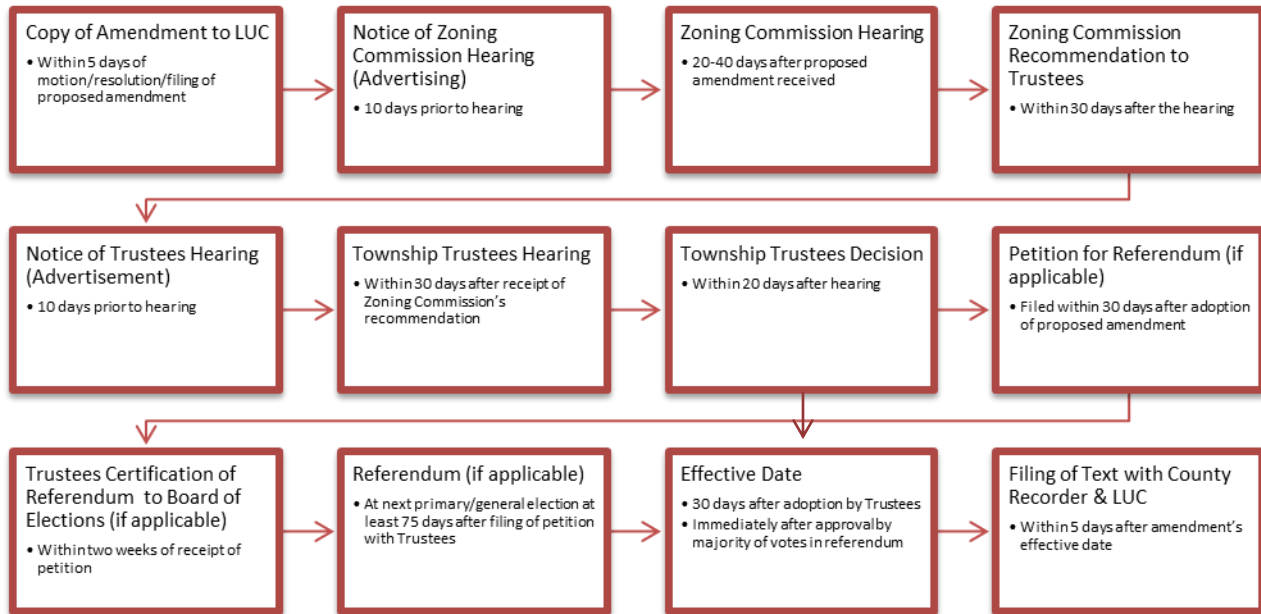 Copy of Amendment to LUC
• Within 5 days of
motion/resolution/filing of
proposed amendment
Notice of Zoning
Commission Hearing
(Advertising)
• 10 days prior to hearing
Zoning Commission Hearing
• 20-40 days after proposed
amendment received
Zoning Commission
Recommendation to
Trustees
• Within 30 days after the hearing
Notice of Trustees Hearing
(Advertisement)
• 10 days prior to hearing
Township Trustees Hearing
• Within 30 days after receipt of
Zoning Commission's
recommendation
Township Trustees Decision
• Within 20 days after hearing
Petition for Referendum (if
applicable)
• Filed within 30 days after adoption
of proposed amendment
Trustees Certification of
Referendum to Board of
Elections (if applicable)
• Within two weeks of receipt of
petition
Referendum (if applicable)
• At next primary/general election at
least 75 days after filing of petition
with Trustees
Effective Date
• 30 days after adoption by Trustees
• Immediately after approval by
majority of votes in referendum
Filing of Text with County
Recorder & LUC
• Within 5 days after amendment's
effective date